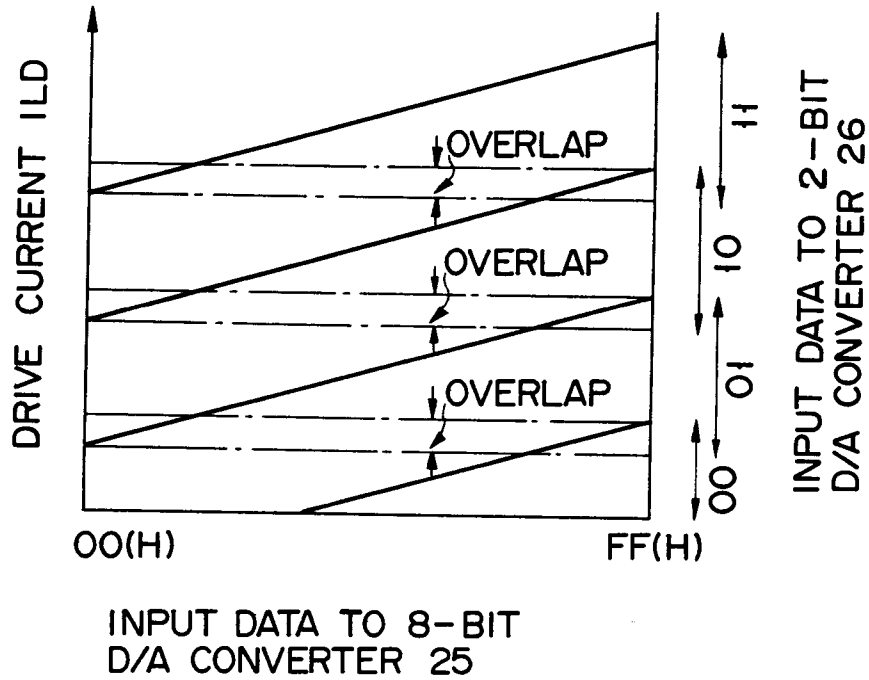 DRIVE CURRENT ILD
OVERLAP
OVERLAP
OVERLAP
11
10
01
00
INPUT DATA TO 2-BIT
D/A CONVERTER 26
00(H)
FF(H)
INPUT DATA TO 8-BIT
D/A CONVERTER 25